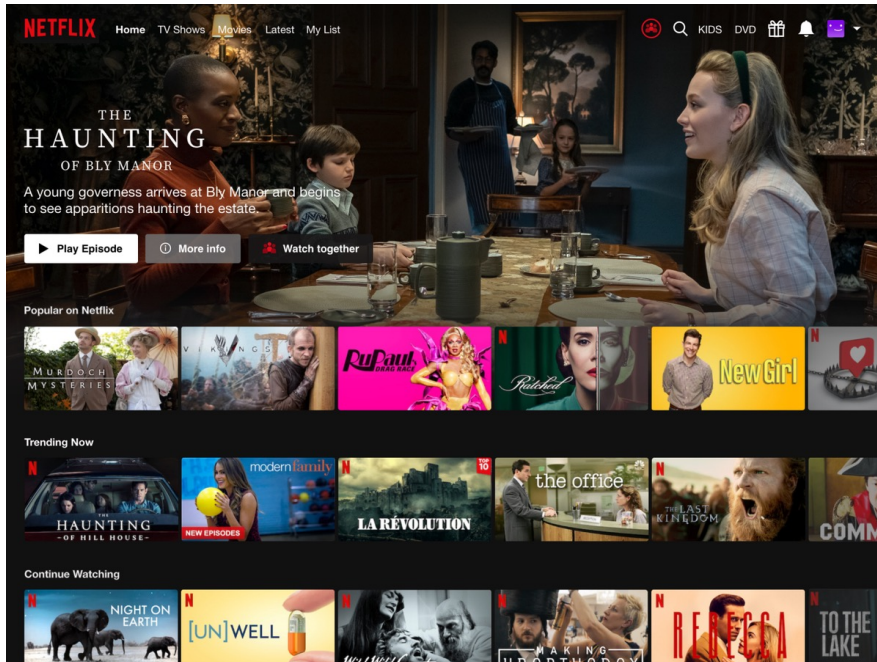 NETFLIX Home TV Shows Movies Latest My List KIDS DVD
THE
HAUNTING
OF BLY MANOR
A young governess arrives at Bly Manor and begins
to see apparitions haunting the estate.
Play Episode More info Watch together
Popular on Netflix
MURDOCH
MYSTERIES
VIKINGS
RuPaul's
DRAG RACE
N
Ratched
New Girl
N
Trending Now
N
THE
HAUNTING
-OF HILL HOUSE-
modern family
NEW EPISODES
N
TOP
10
LA RÉVOLUTION
the office
N
THE LAST
KINGDOM
COMM
Continue Watching
N
NIGHT ON
EARTH
N
[UN]WELL
N
N
MAKING
UNORTHODOX
N
REBECCA
N
TO THE
LAKE